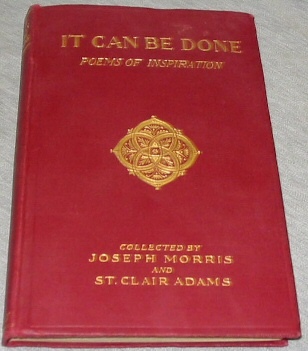 IT CAN BE DONE
POEMS OF INSPIRATION
COLLECTED BY
JOSEPH MORRIS
AND
ST. CLAIR ADAMS